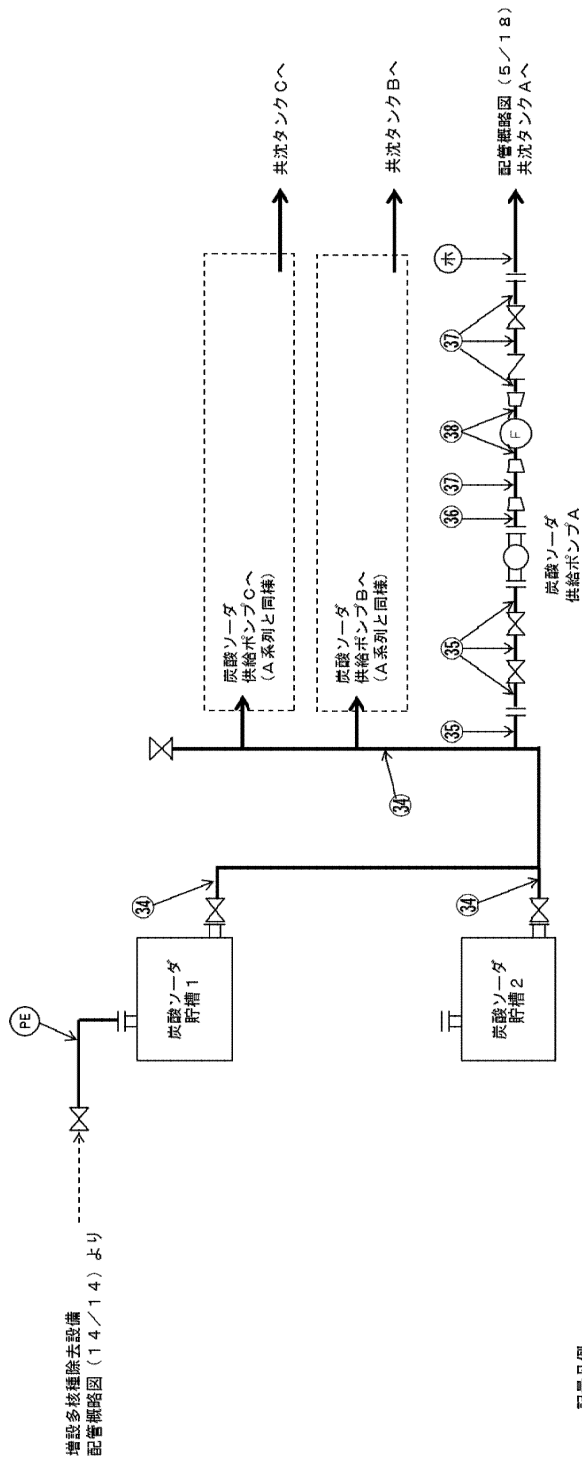 増設多核種除去設備
配管概略図（１４／１４）より
PE
炭酸ソーダ
貯槽１
炭酸ソーダ
貯槽２
㉞
㉞
㉞
炭酸ソーダ
供給ポンプCへ
（A系列と同様）
共沈タンクCへ
炭酸ソーダ
供給ポンプBへ
（A系列と同様）
共沈タンクBへ
㉟
㉟
㊱
㊲
㊳
㊲
F
ホ
炭酸ソーダ
供給ポンプA
配管概略図（５／１８）
共沈タンクAへ